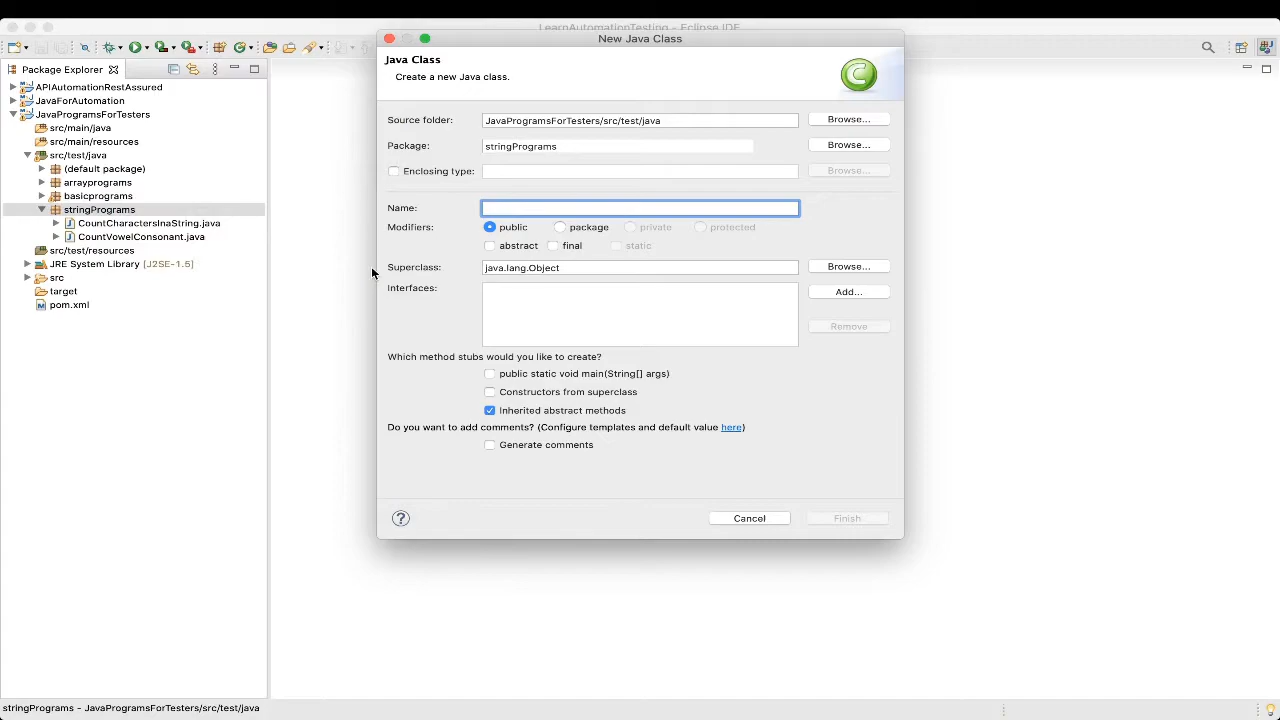 LearnAutomationTesting - Eclipse IDE
New Java Class
Package Explorer
APIAutomationRestAssured
JavaForAutomation
JavaProgramsForTesters
src/main/java
src/main/resources
src/test/java
(default package)
arrayprograms
basicprograms
stringPrograms
CountCharactersInaString.java
CountVowelConsonant.java
src/test/resources
JRE System Library [J2SE-1.5]
src
target
pom.xml
Java Class
Create a new Java class.
Source folder: JavaProgramsForTesters/src/test/java Browse...
Package: stringPrograms Browse...
Enclosing type: Browse...
Name:
Modifiers: public package private protected
abstract final static
Superclass: java.lang.Object Browse...
Interfaces: Add...
Remove
Which method stubs would you like to create?
public static void main(String[] args)
Constructors from superclass
Inherited abstract methods
Do you want to add comments? (Configure templates and default value here)
Generate comments
? Cancel Finish
stringPrograms - JavaProgramsForTesters/src/test/java